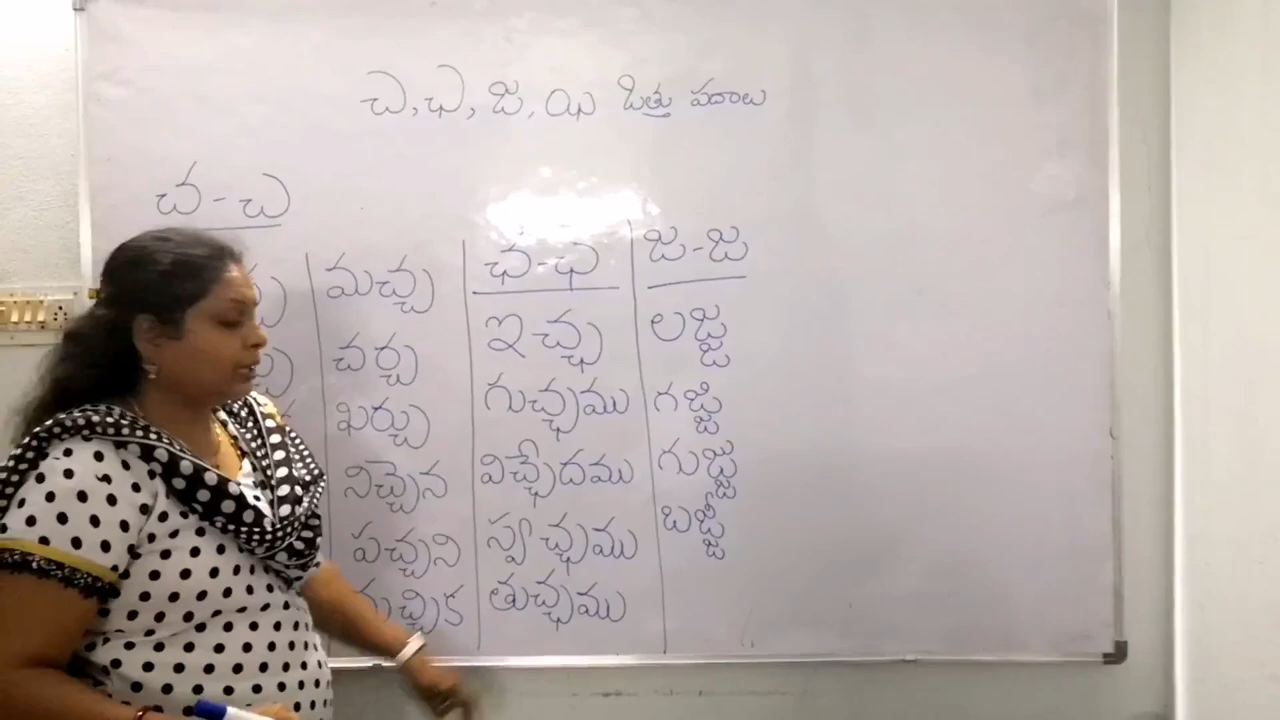 చ, ఛ, జ, ఝ ఒత్తు పదాలు
చ - చ
మచ్చు
చర్చు
ఖర్చు
నిచ్చెన
పచ్చని
ఛ - ఛ
ఇచ్ఛ
గుచ్ఛము
విచ్ఛేదము
స్వచ్ఛము
తుచ్ఛము
జ - జ
లజ్జ
గజ్జి
గుజ్జ
బజ్జీ